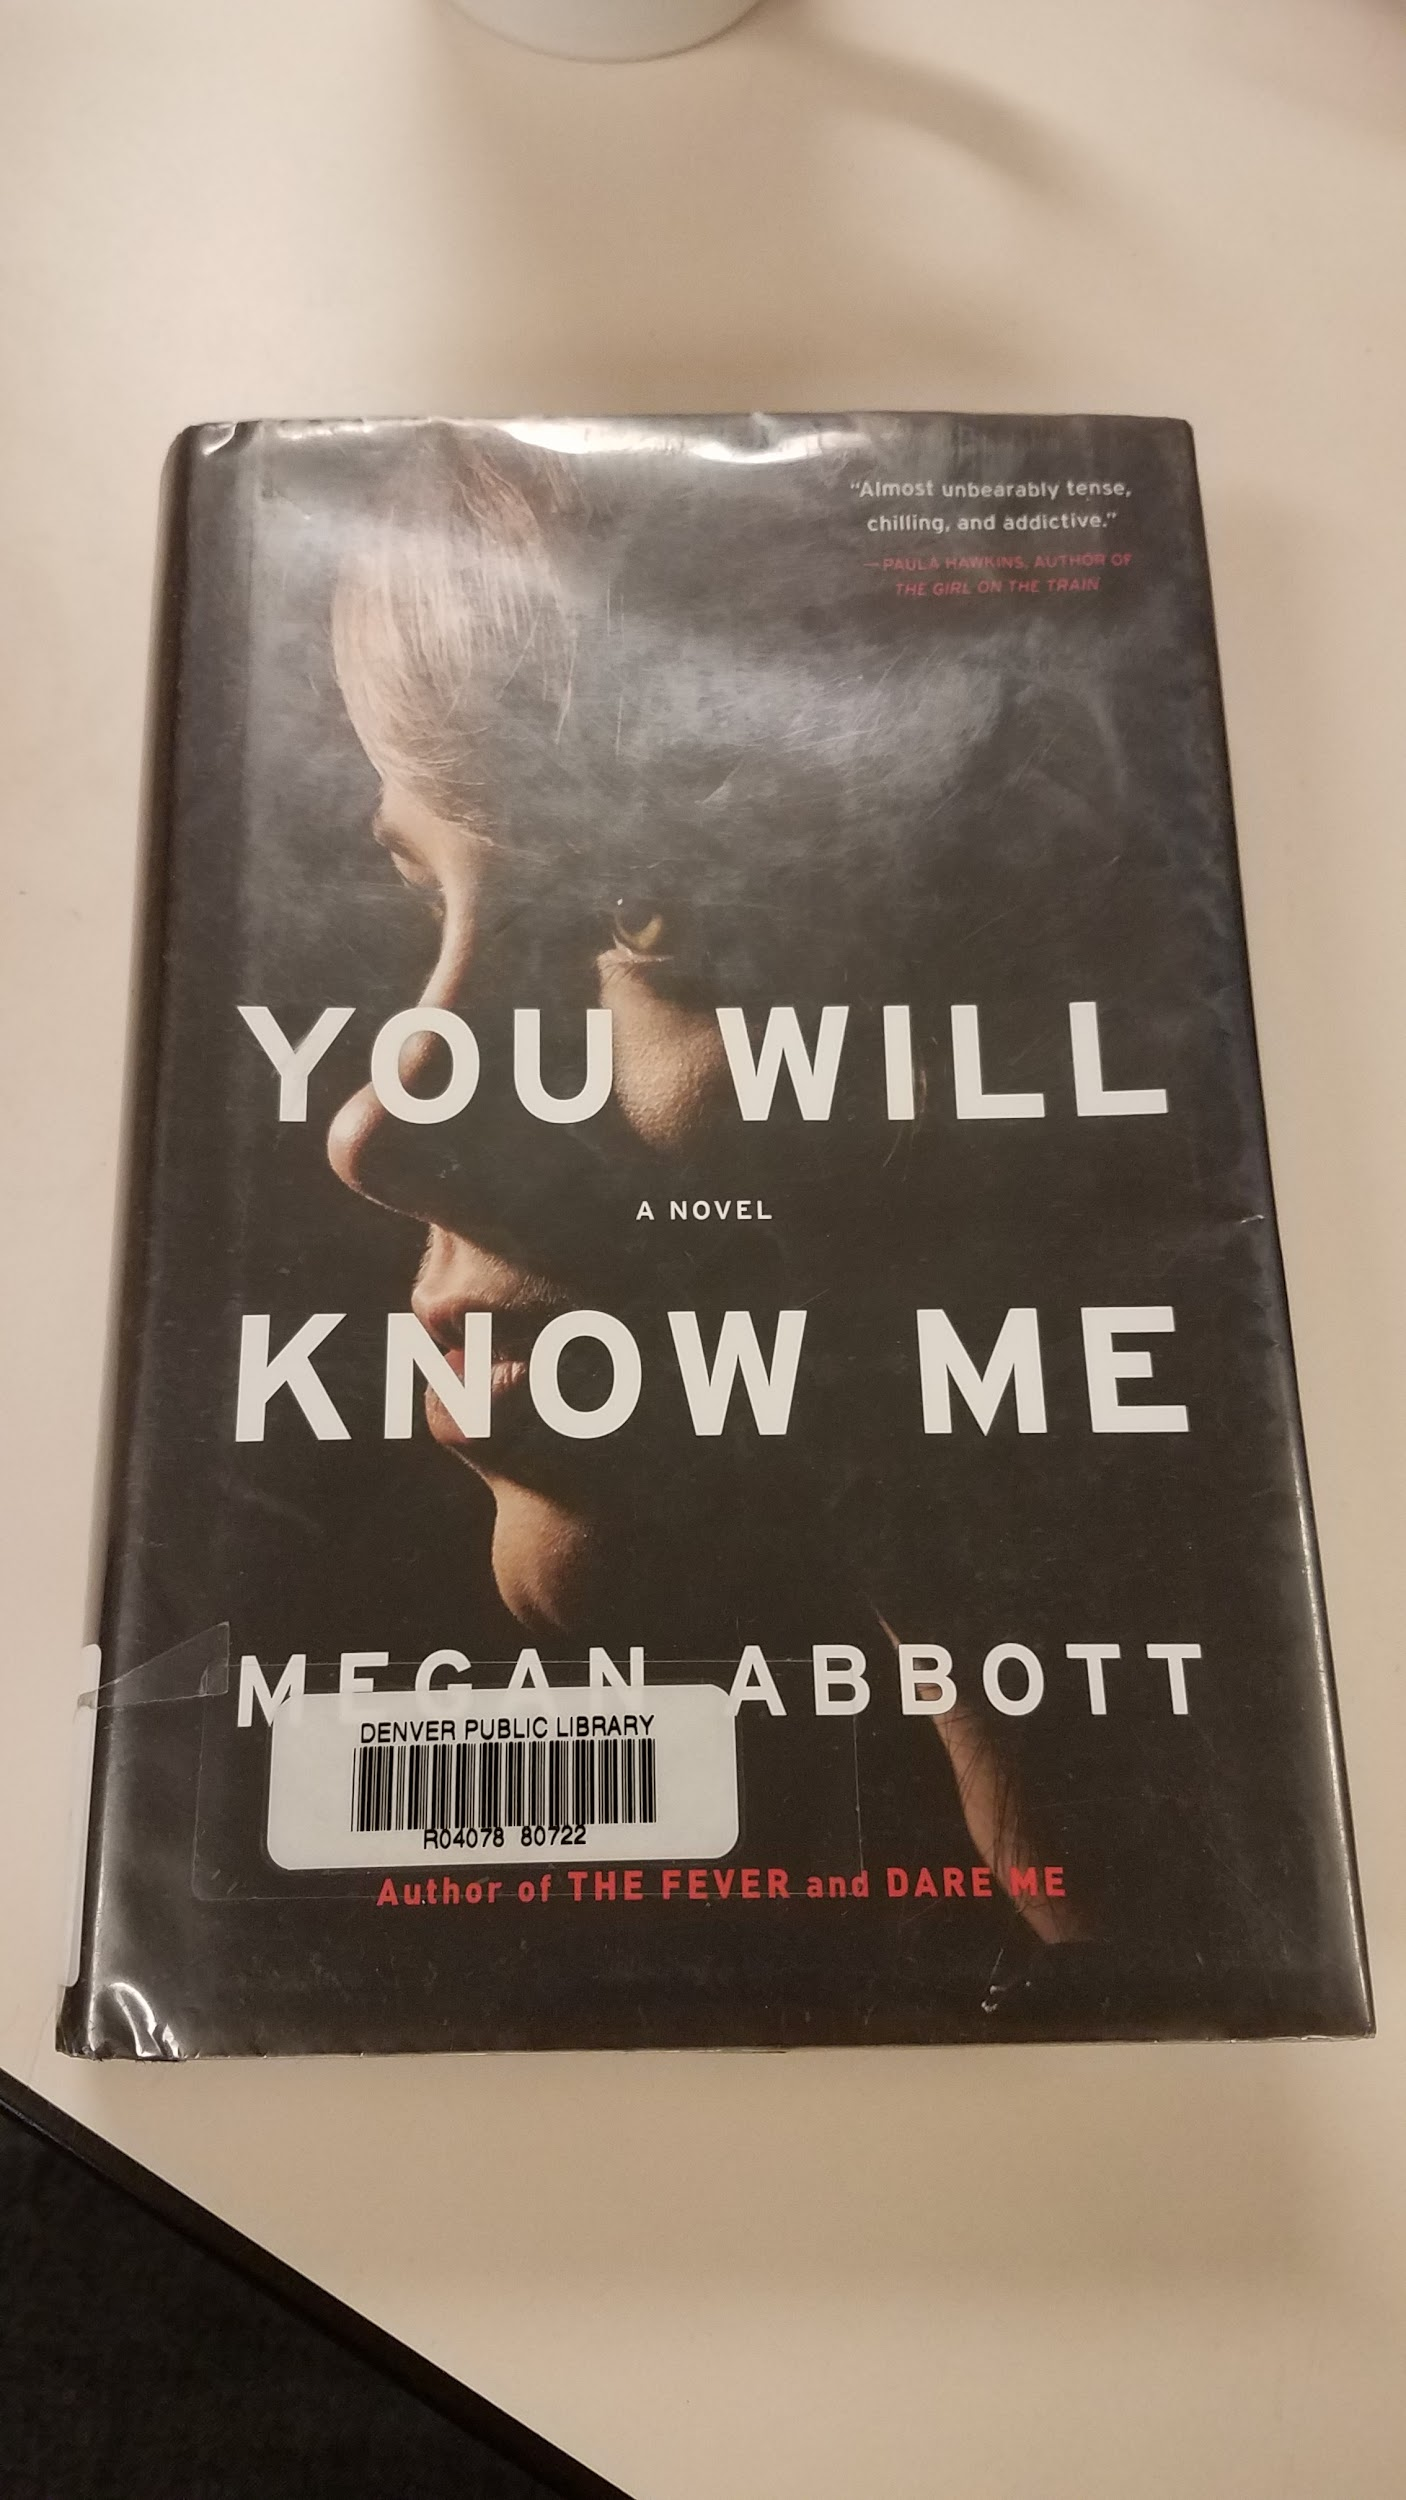 “Almost unbearably tense,
chilling, and addictive.”
—PAULA HAWKINS, AUTHOR OF
THE GIRL ON THE TRAIN
YOU WILL
A NOVEL
KNOW ME
MEGAN ABBOTT
DENVER PUBLIC LIBRARY
R04078 80722
Author of THE FEVER and DARE ME